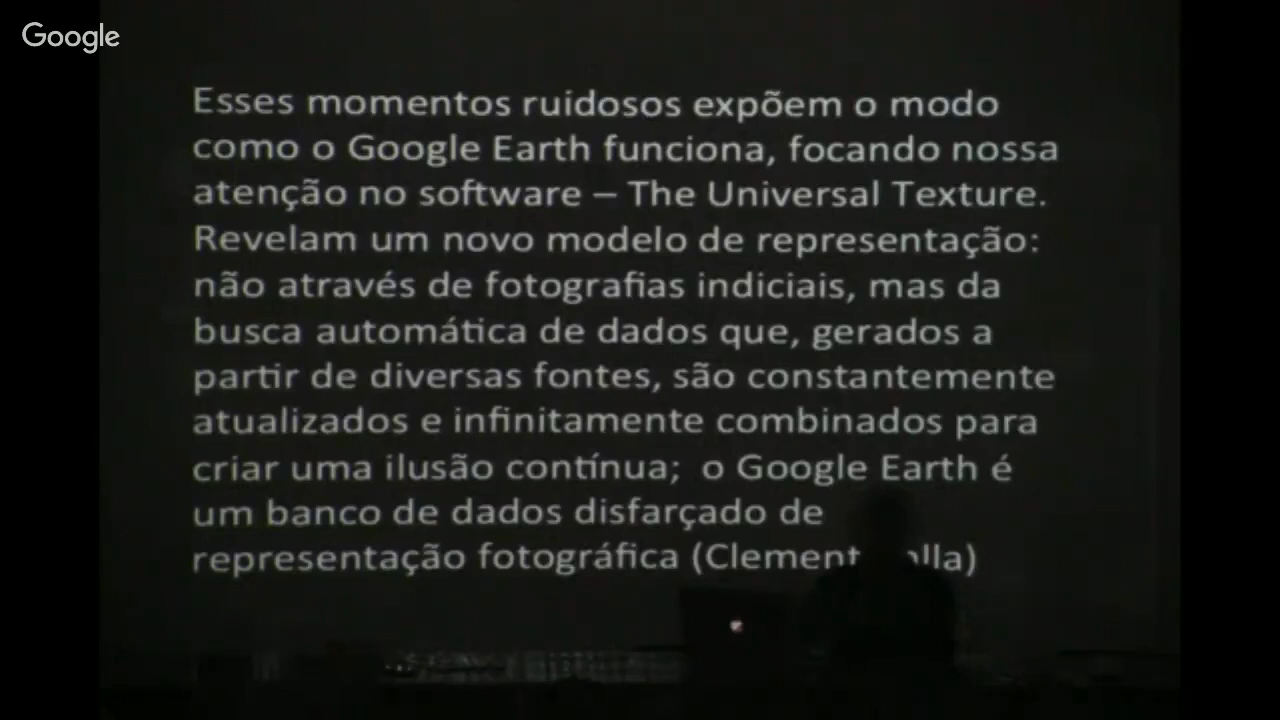 Google
Esses momentos ruidosos expõem o modo
como o Google Earth funciona, focando nossa
atenção no software – The Universal Texture.
Revelam um novo modelo de representação:
não através de fotografias indiciais, mas da
busca automática de dados que, gerados a
partir de diversas fontes, são constantemente
atualizados e infinitamente combinados para
criar uma ilusão contínua; o Google Earth é
um banco de dados disfarçado de
representação fotográfica (Clement